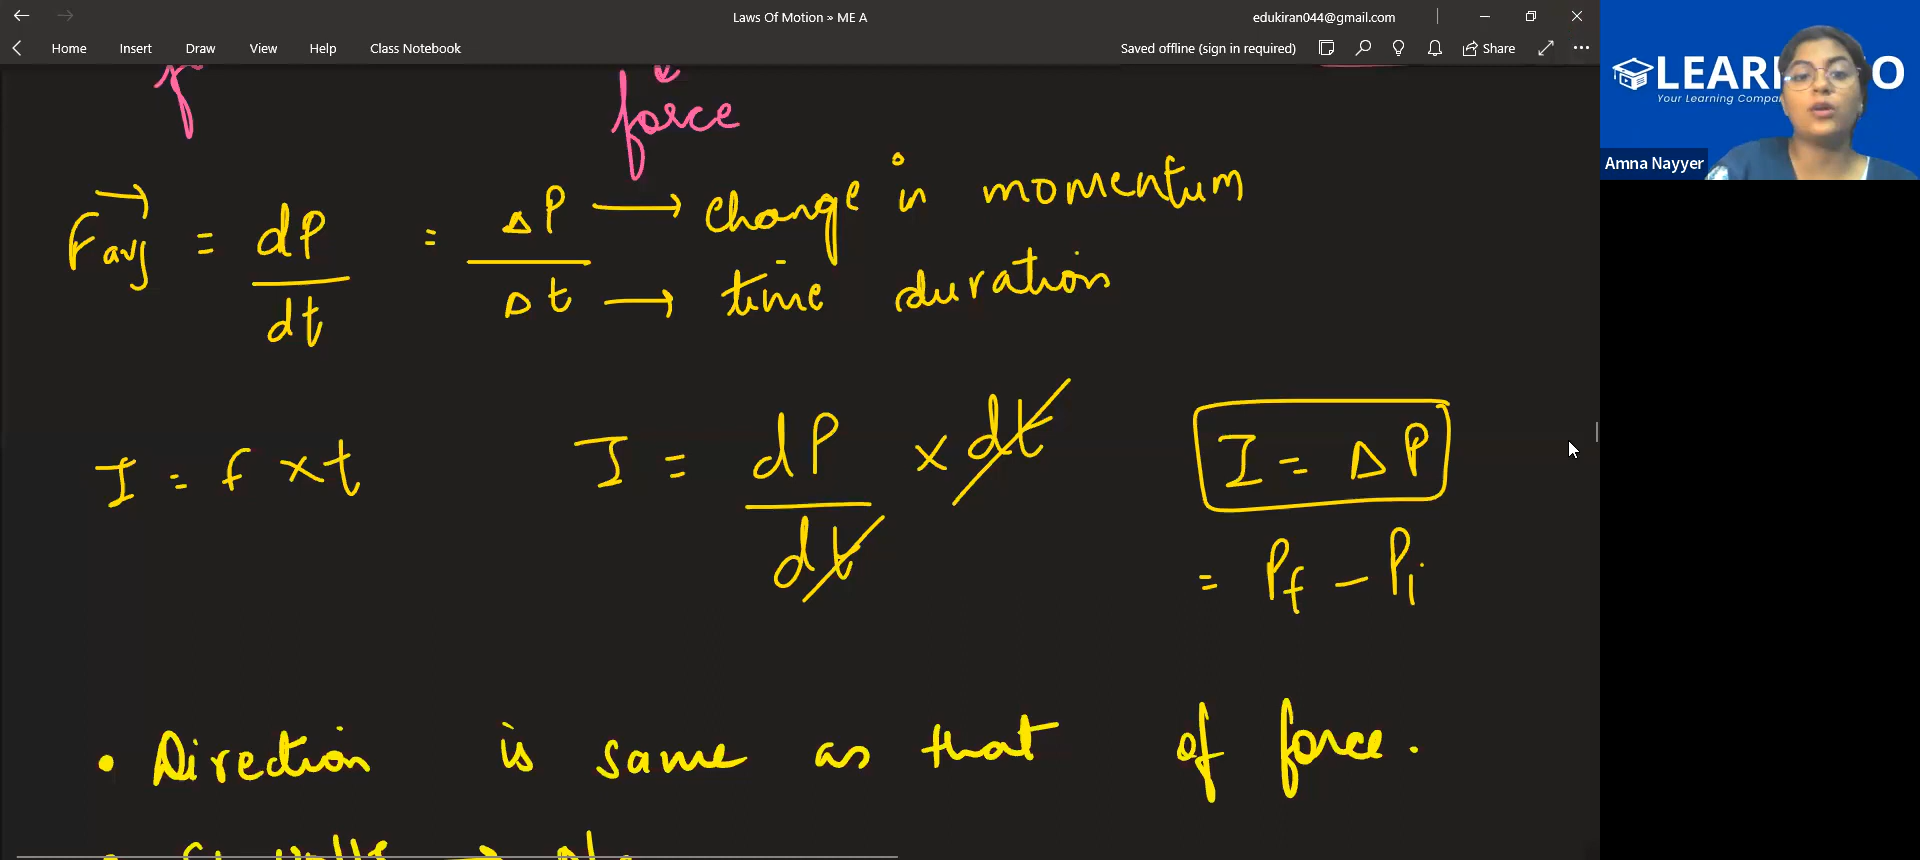 Laws Of Motion » ME A
edukiran044@gmail.com
Home Insert Draw View Help Class Notebook
Saved offline (sign in required) Share
LEAR O
Your Learning Compa
Amna Nayyer
force
Favg = dP/dt = ΔP/Δt
ΔP → change in momentum
Δt → time duration
I = f × t
I = dP/dt × dt
I = ΔP
= Pf − Pi
• Direction is same as that of force.